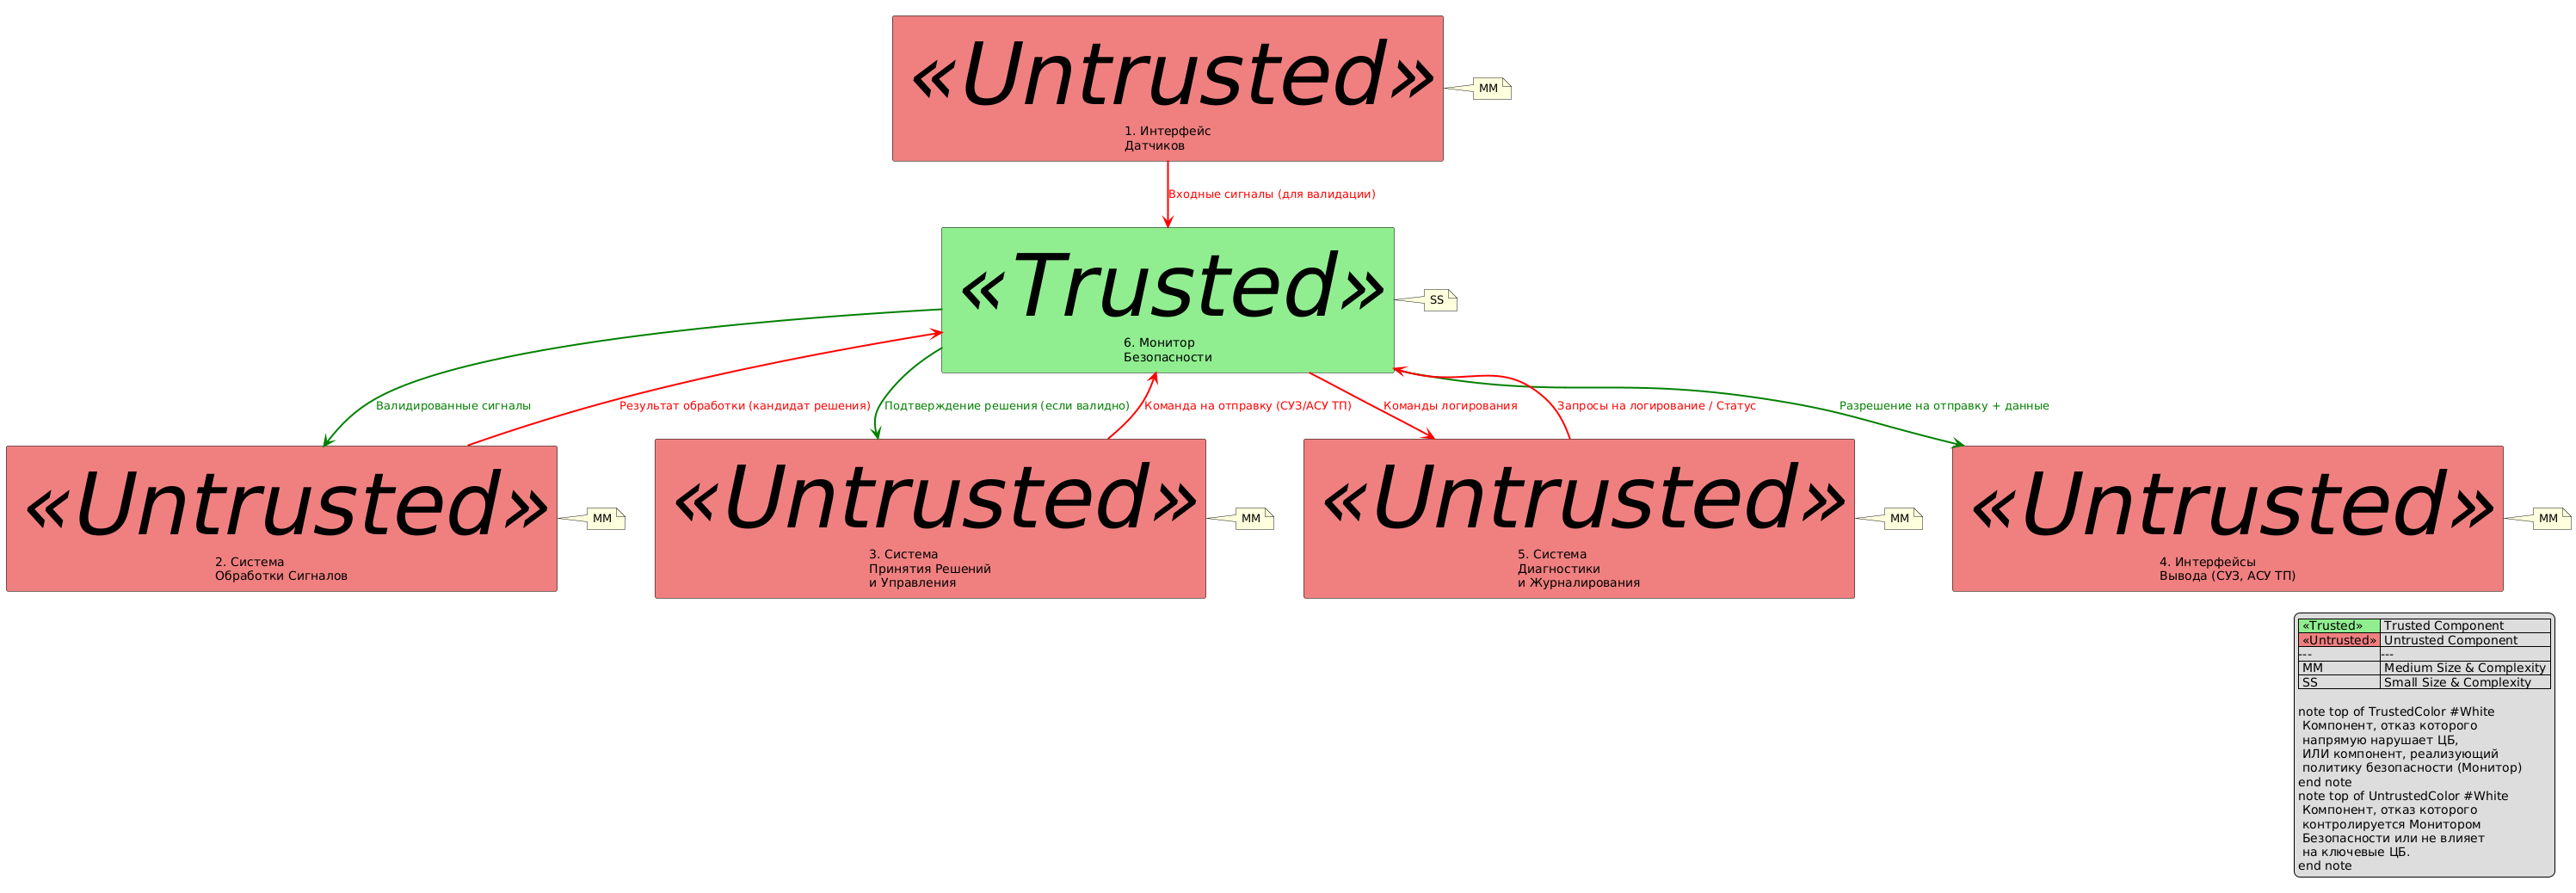 «Untrusted»
1. Интерфейс
Датчиков
MM
Входные сигналы (для валидации)
«Trusted»
6. Монитор
Безопасности
SS
Валидированные сигналы
Результат обработки (кандидат решения)
Подтверждение решения (если валидно)
Команда на отправку (СУЗ/АСУ ТП)
Команды логирования
Запросы на логирование / Статус
Разрешение на отправку + данные
«Untrusted»
2. Система
Обработки Сигналов
MM
«Untrusted»
3. Система
Принятия Решений
и Управления
MM
«Untrusted»
5. Система
Диагностики
и Журналирования
MM
«Untrusted»
4. Интерфейсы
Вывода (СУЗ, АСУ ТП)
MM
«Trusted» Trusted Component
«Untrusted» Untrusted Component
--- ---
MM Medium Size & Complexity
SS Small Size & Complexity
note top of TrustedColor #White
Компонент, отказ которого
напрямую нарушает ЦБ,
ИЛИ компонент, реализующий
политику безопасности (Монитор)
end note
note top of UntrustedColor #White
Компонент, отказ которого
контролируется Монитором
Безопасности или не влияет
на ключевые ЦБ.
end note